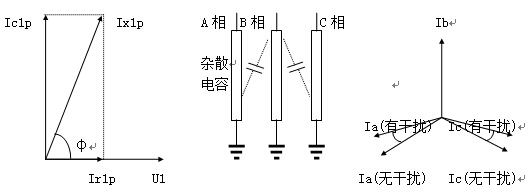 Ic1p
Ix1p
Φ
Ir1p
U1
A相
B相
C相
杂散
电容
Ib
Ia(有干扰)
Ic(有干扰)
Ia(无干扰)
Ic(无干扰)